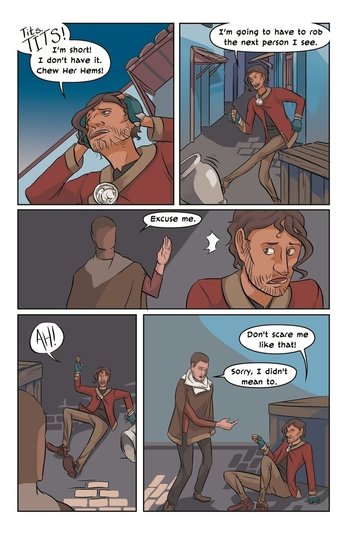 Tits
TITS!
I'm short!
I don't have it.
Chew Her Hems!
I'm going to have to rob
the next person I see.
Excuse me.
!
AH!
Don't scare me
like that!
Sorry, I didn't
mean to.